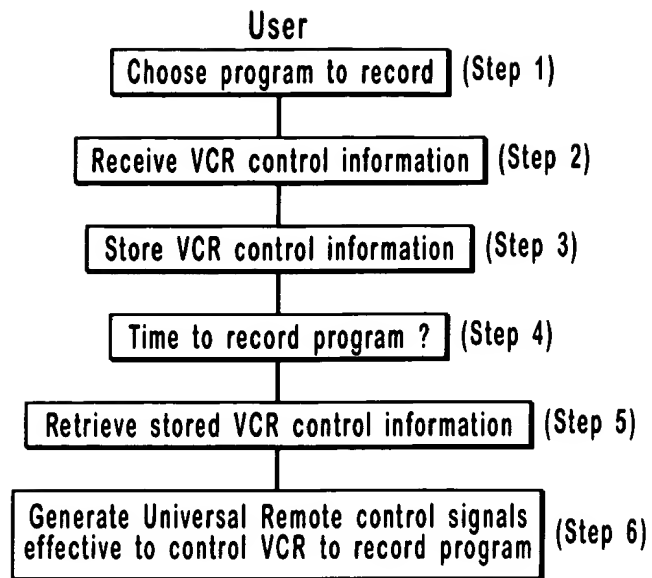 User
Choose program to record (Step 1)
Receive VCR control information (Step 2)
Store VCR control information (Step 3)
Time to record program ? (Step 4)
Retrieve stored VCR control information (Step 5)
Generate Universal Remote control signals
effective to control VCR to record program (Step 6)